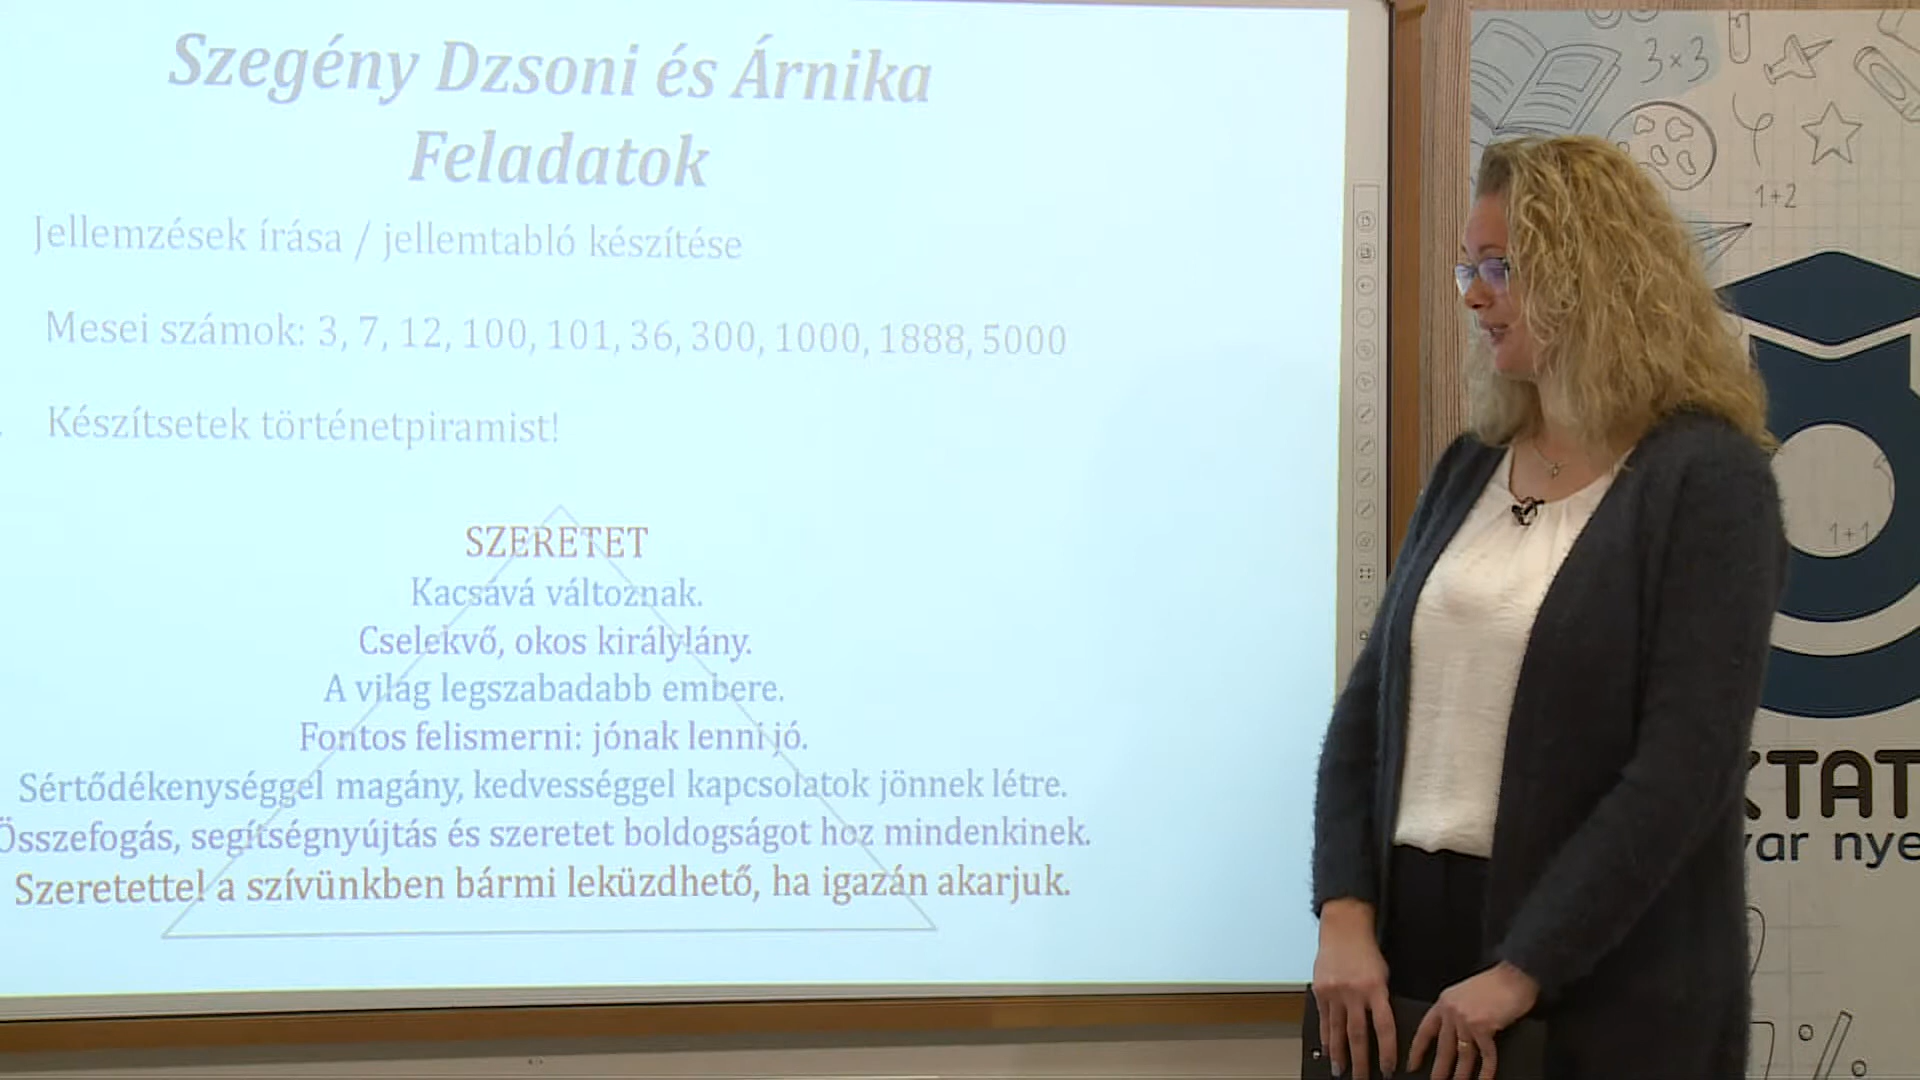 Szegény Dzsoni és Árnika
Feladatok
Jellemzések írása / jellemtabló készítése
Mesei számok: 3, 7, 12, 100, 101, 36, 300, 1000, 1888, 5000
Készítsetek történetpiramist!
SZERETET
Kacsává változnak.
Cselekvő, okos királylány.
A világ legszabadabb embere.
Fontos felismerni: jónak lenni jó.
Sértődékenységgel magány, kedvességgel kapcsolatok jönnek létre.
Összefogás, segítségnyújtás és szeretet boldogságot hoz mindenkinek.
Szeretettel a szívünkben bármi leküzdhető, ha igazán akarjuk.
3×3
1+2
1+1
KTAT
yar nye
%